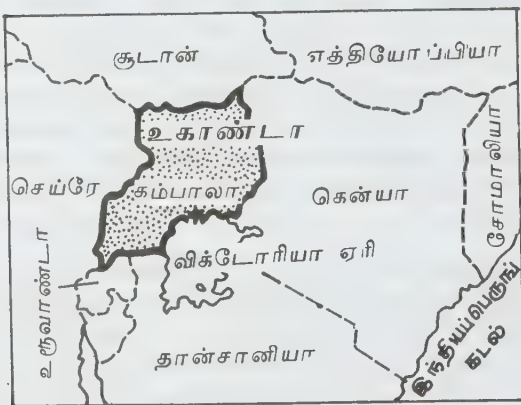 சூடான்
எத்தியோப்பியா
உகாண்டா
சோமாலியா
செய்ரே
கம்பாலா
கென்யா
விக்டோரியா ஏரி
உருவாண்டா
தான்சானியா
இந்தியப்பெருங்
கடல்